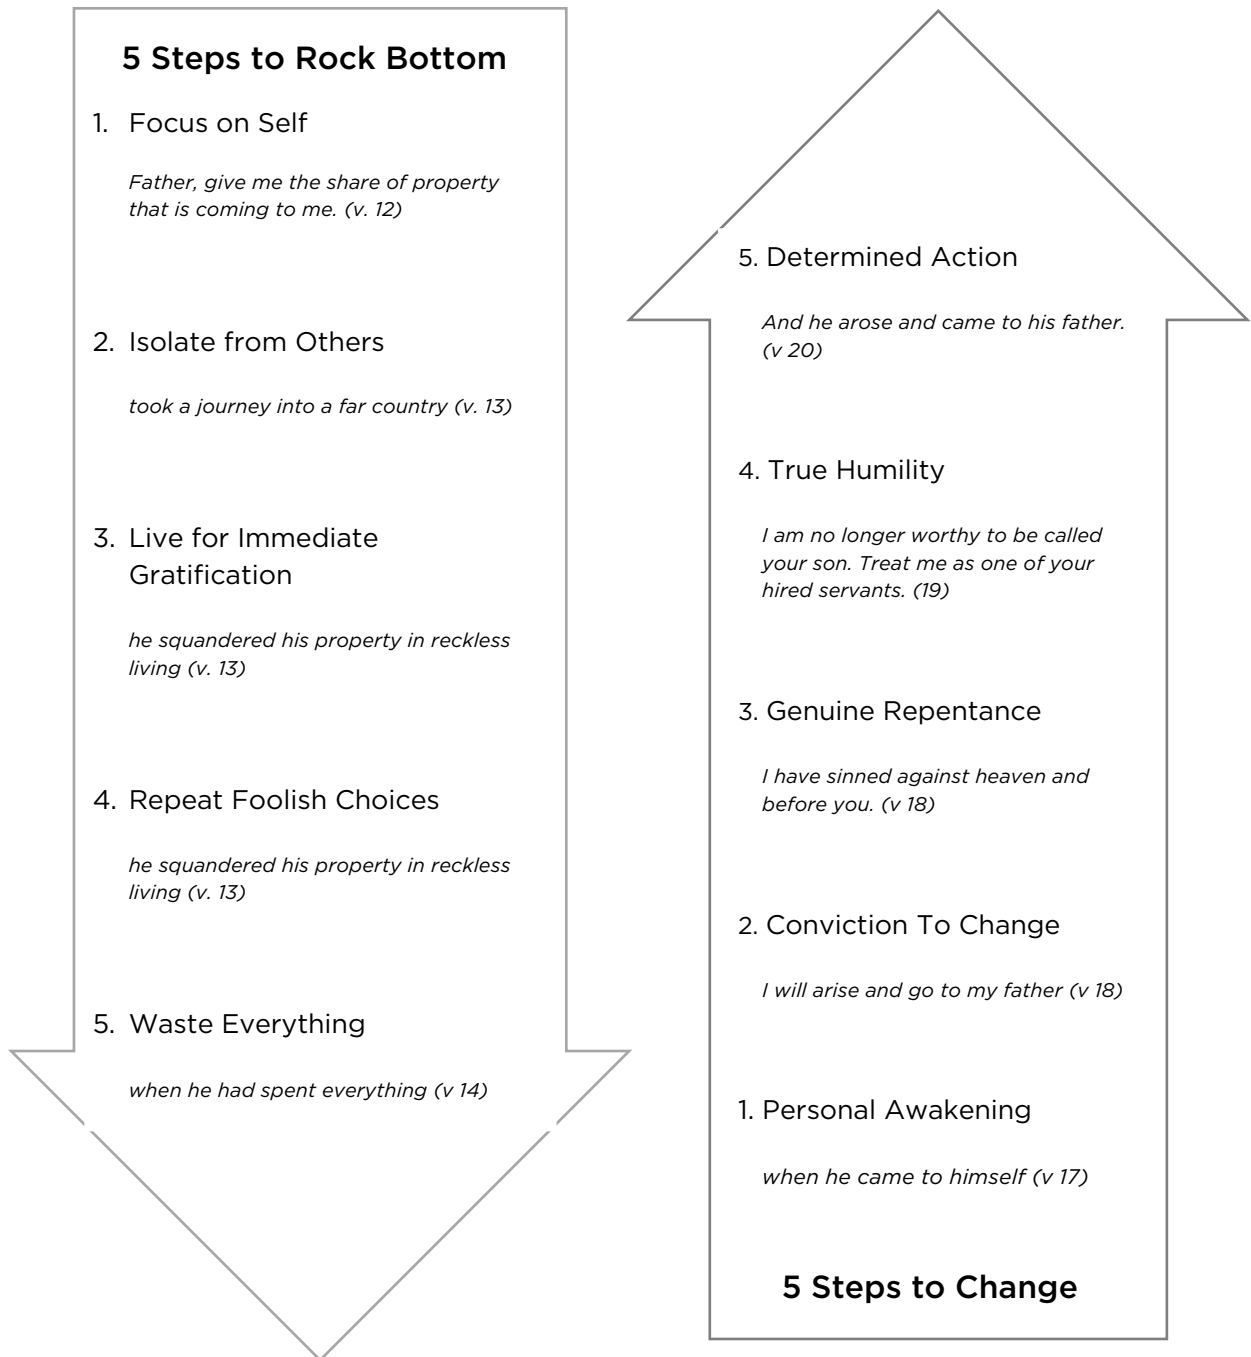 5 Steps to Rock Bottom
1. Focus on Self
Father, give me the share of property
that is coming to me. (v. 12)
2. Isolate from Others
took a journey into a far country (v. 13)
3. Live for Immediate
Gratification
he squandered his property in reckless
living (v. 13)
4. Repeat Foolish Choices
he squandered his property in reckless
living (v. 13)
5. Waste Everything
when he had spent everything (v 14)
5. Determined Action
And he arose and came to his father.
(v 20)
4. True Humility
I am no longer worthy to be called
your son. Treat me as one of your
hired servants. (19)
3. Genuine Repentance
I have sinned against heaven and
before you. (v 18)
2. Conviction To Change
I will arise and go to my father (v 18)
1. Personal Awakening
when he came to himself (v 17)
5 Steps to Change